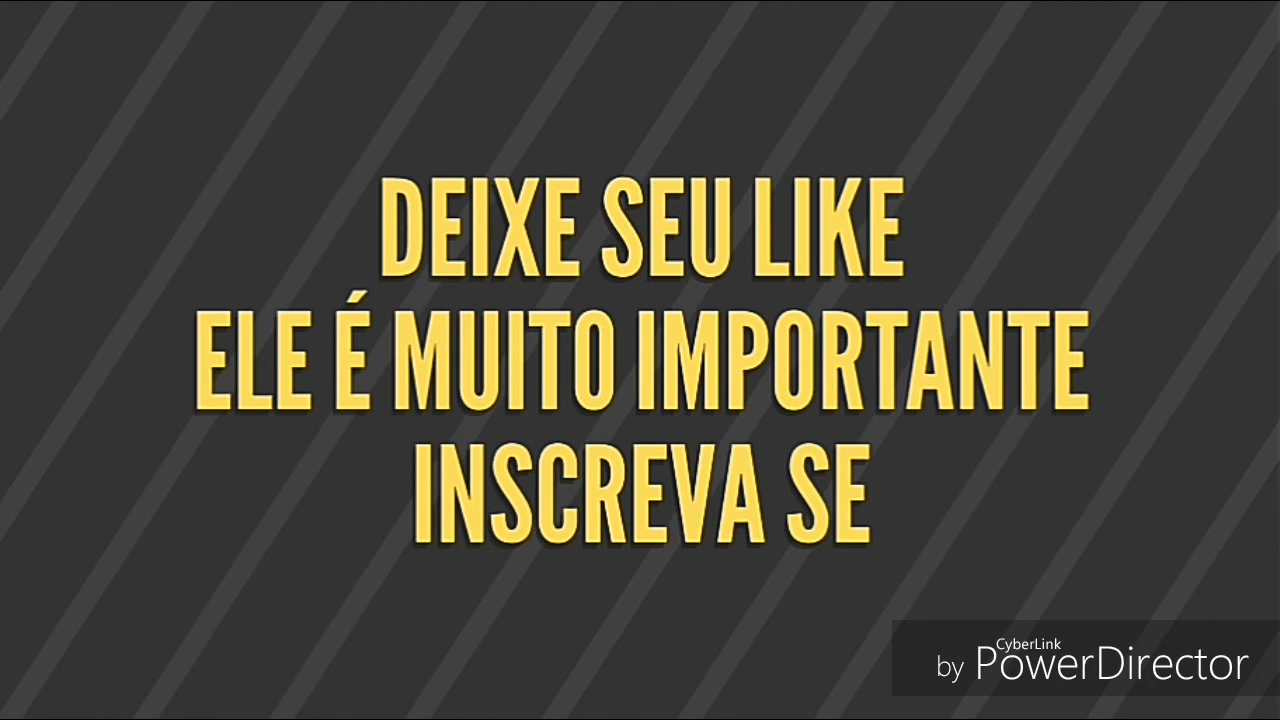 DEIXE SEU LIKE
ELE É MUITO IMPORTANTE
INSCREVA SE
CyberLink
by PowerDirector